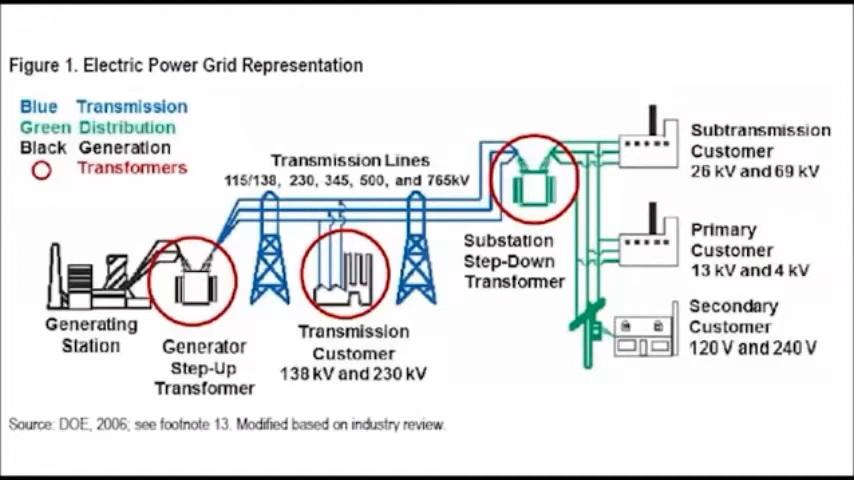 Figure 1. Electric Power Grid Representation
Blue Transmission
Green Distribution
Black Generation
Transformers
Transmission Lines
115/138, 230, 345, 500, and 765kV
Subtransmission
Customer
26 kV and 69 kV
Substation
Step-Down
Transformer
Primary
Customer
13 kV and 4 kV
Generating
Station
Generator
Step-Up
Transformer
Transmission
Customer
138 kV and 230 kV
Secondary
Customer
120 V and 240 V
Source: DOE, 2006; see footnote 13. Modified based on industry review.